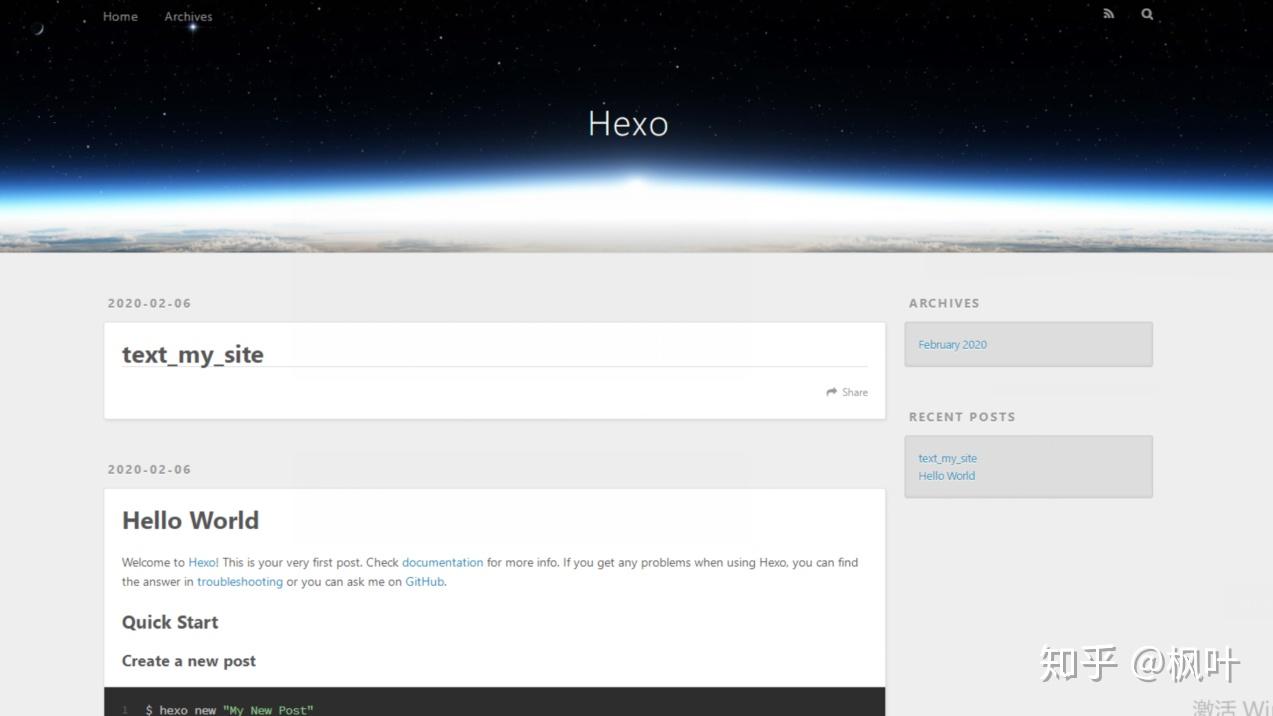 Home Archives
Hexo
2020-02-06
text_my_site
Share
2020-02-06
Hello World
Welcome to Hexo! This is your very first post. Check documentation for more info. If you get any problems when using Hexo, you can find
the answer in troubleshooting or you can ask me on GitHub.
Quick Start
Create a new post
1 $ hexo new "My New Post"
ARCHIVES
February 2020
RECENT POSTS
text_my_site
Hello World
知乎 @枫叶
激活 Wi